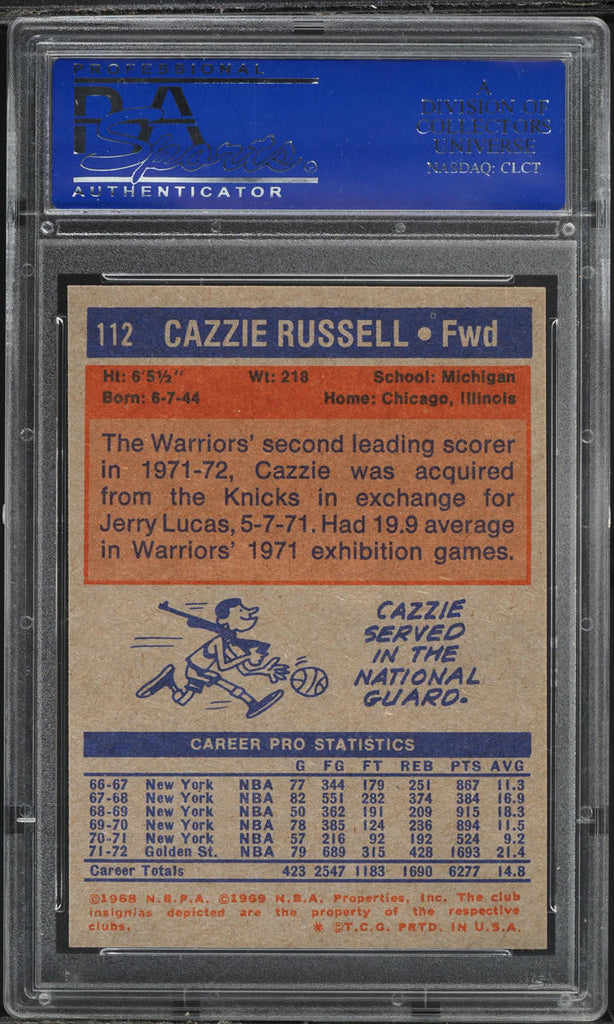 PROFESSIONAL
PSA
Sports.
AUTHENTICATOR
A
DIVISION OF
COLLECTORS
UNIVERSE
NASDAQ: CLCT
112 CAZZIE RUSSELL • Fwd
Ht: 6'5½" Wt: 218 School: Michigan
Born: 6-7-44 Home: Chicago, Illinois
The Warriors' second leading scorer
in 1971-72, Cazzie was acquired
from the Knicks in exchange for
Jerry Lucas, 5-7-71. Had 19.9 average
in Warriors' 1971 exhibition games.
CAZZIE
SERVED
IN THE
NATIONAL
GUARD.
CAREER PRO STATISTICS
G FG FT REB PTS AVG
66-67 New York NBA 77 344 179 251 867 11.3
67-68 New York NBA 82 551 282 374 384 16.9
68-69 New York NBA 50 362 191 209 915 18.3
69-70 New York NBA 78 385 124 236 894 11.5
70-71 New York NBA 57 216 92 192 524 9.2
71-72 Golden St. NBA 79 689 315 428 1693 21.4
Career Totals 423 2547 1183 1690 6277 14.8
©1968 N.B.P.A. ©1969 N.B.A. Properties, Inc. The club
insignias depicted are the property of the respective
clubs. * ©T.C.G. PRTD. IN U.S.A.